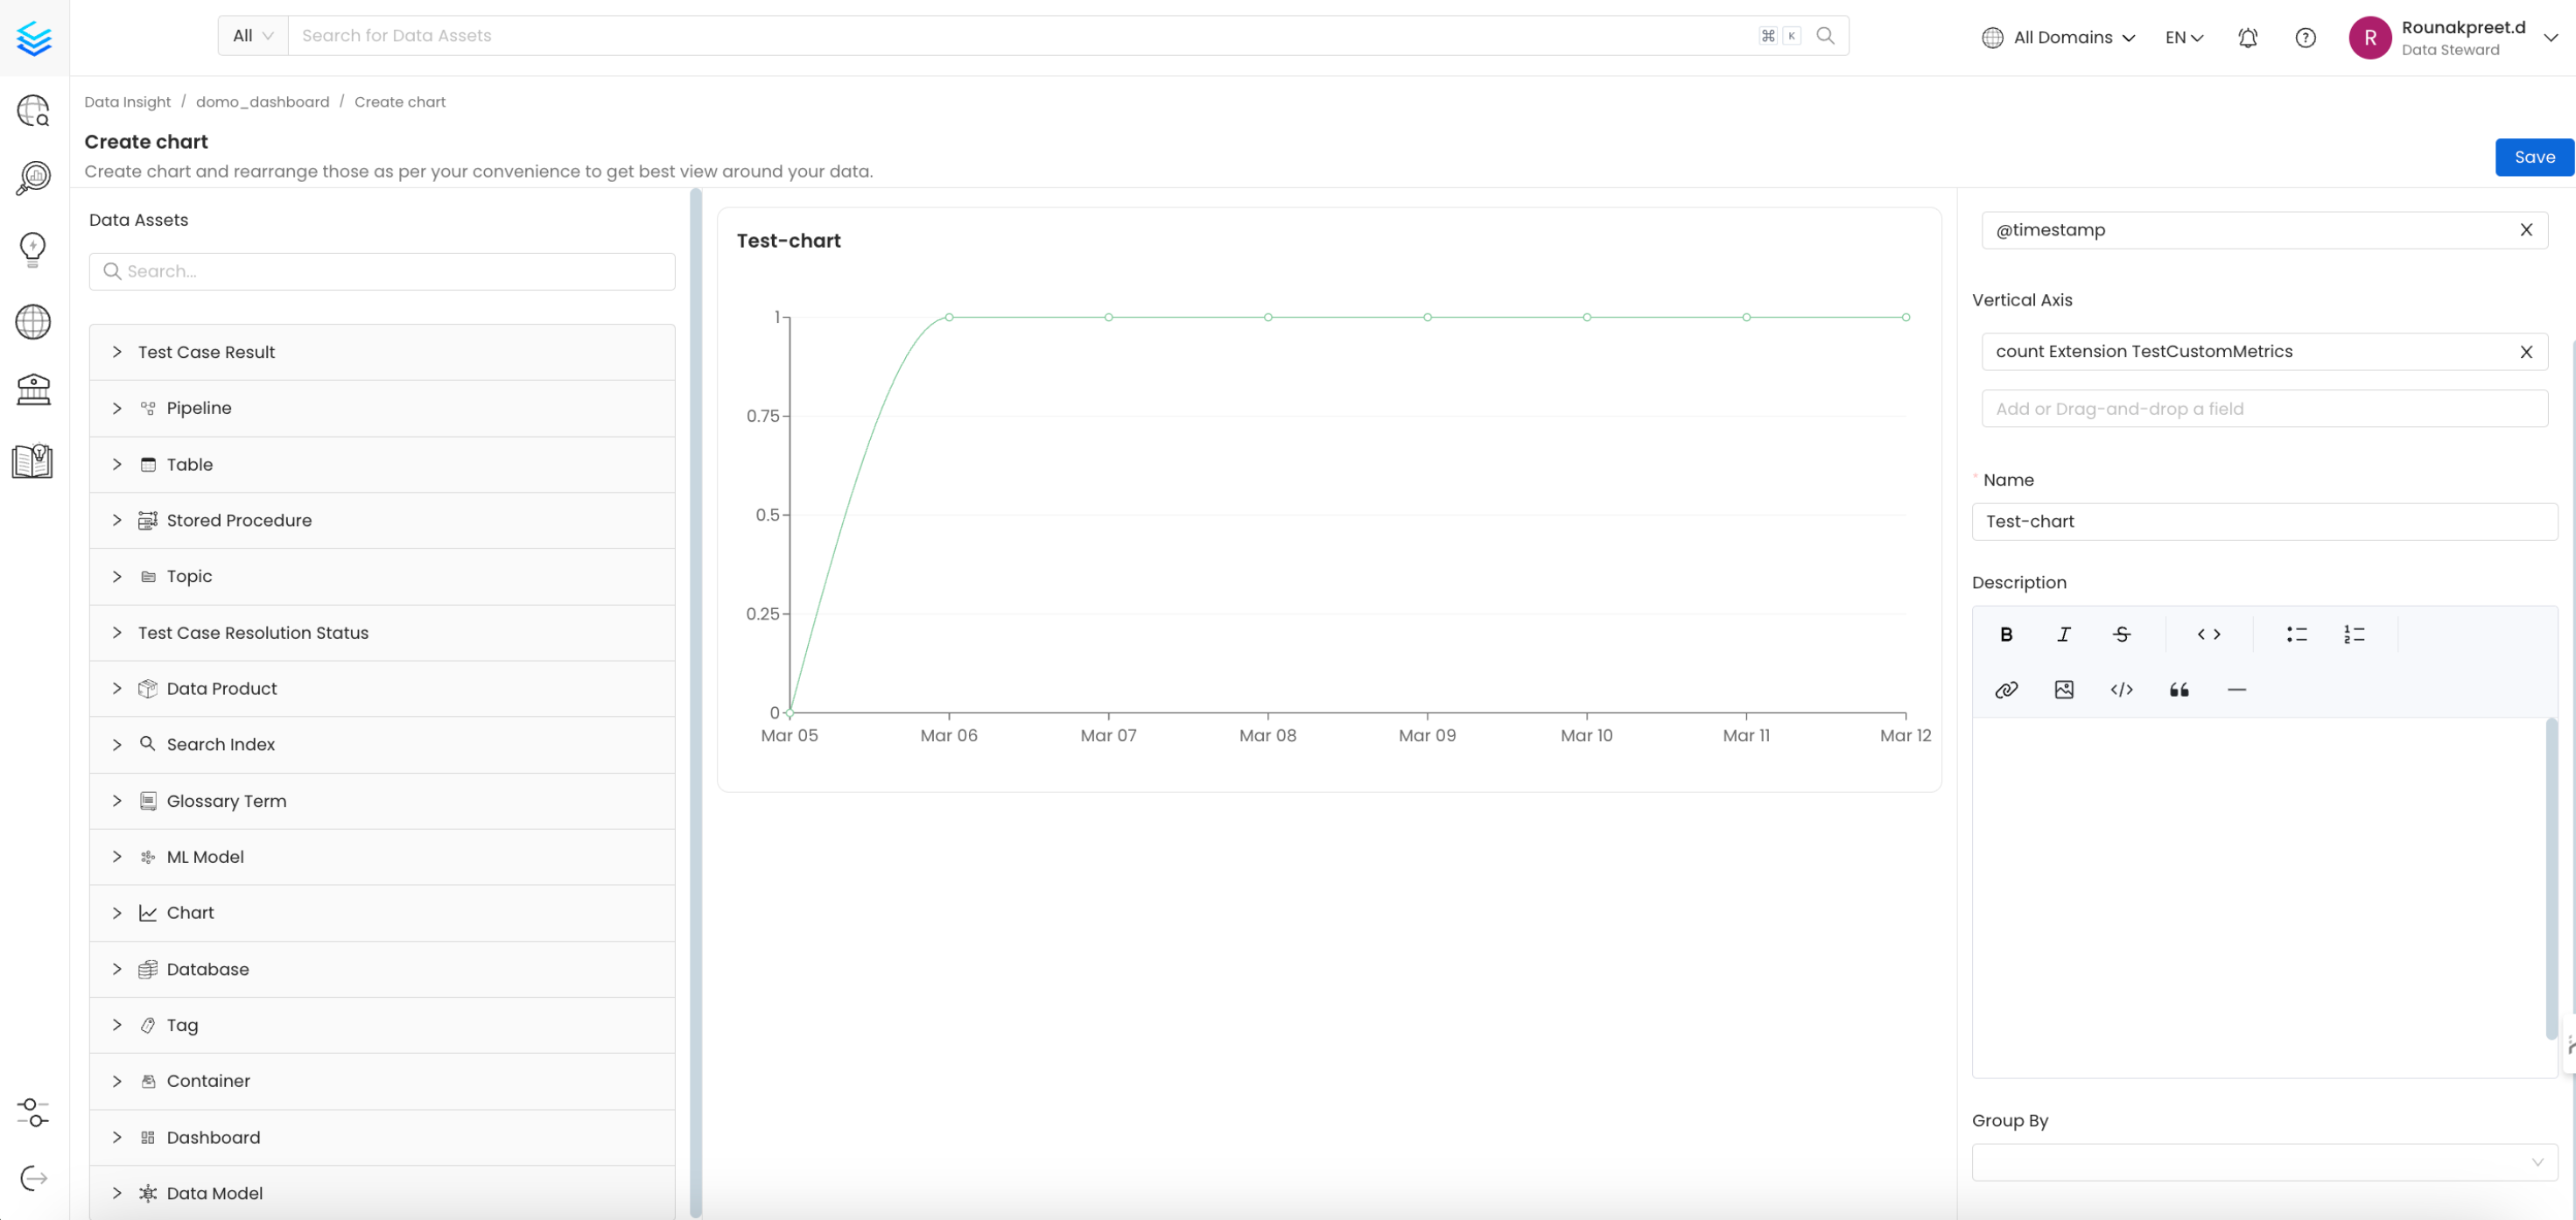 All
Search for Data Assets
⌘ K
All Domains
EN
R
Rounakpreet.d
Data Steward
Data Insight / domo_dashboard / Create chart
Create chart
Create chart and rearrange those as per your convenience to get best view around your data.
Save
Data Assets
Search...
Test Case Result
Pipeline
Table
Stored Procedure
Topic
Test Case Resolution Status
Data Product
Search Index
Glossary Term
ML Model
Chart
Database
Tag
Container
Dashboard
Data Model
Test-chart
1
0.75
0.5
0.25
0
Mar 05 Mar 06 Mar 07 Mar 08 Mar 09 Mar 10 Mar 11 Mar 12
@timestamp
Vertical Axis
count Extension TestCustomMetrics
Add or Drag-and-drop a field
* Name
Test-chart
Description
Group By